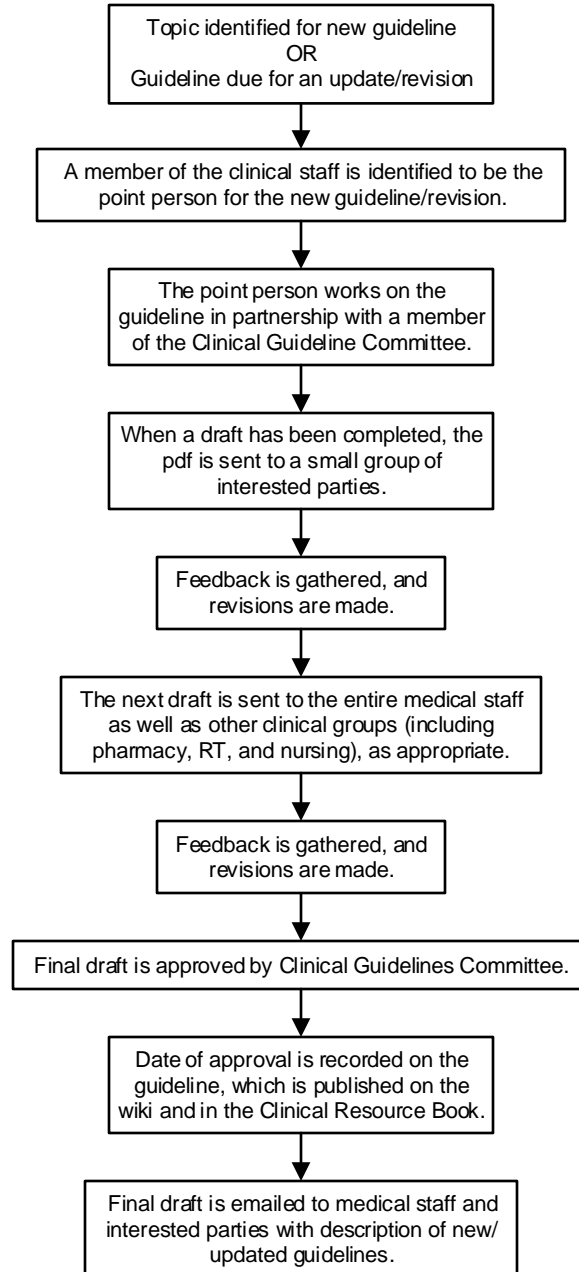 Topic identified for new guideline
OR
Guideline due for an update/revision
A member of the clinical staff is identified to be the
point person for the new guideline/revision.
The point person works on the
guideline in partnership with a member
of the Clinical Guideline Committee.
When a draft has been completed, the
pdf is sent to a small group of
interested parties.
Feedback is gathered, and
revisions are made.
The next draft is sent to the entire medical staff
as well as other clinical groups (including
pharmacy, RT, and nursing), as appropriate.
Feedback is gathered, and
revisions are made.
Final draft is approved by Clinical Guidelines Committee.
Date of approval is recorded on the
guideline, which is published on the
wiki and in the Clinical Resource Book.
Final draft is emailed to medical staff and
interested parties with description of new/
updated guidelines.